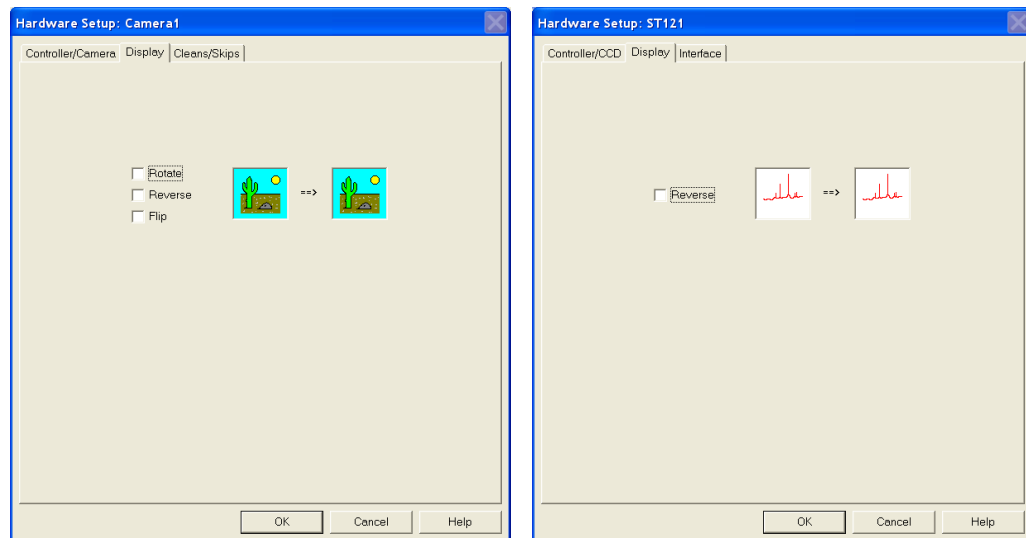 Hardware Setup: Camera1
Controller/Camera Display Cleans/Skips
Rotate
Reverse
==>
Flip
OK Cancel Help
Hardware Setup: ST121
Controller/CCD Display Interface
Reverse ==>
OK Cancel Help